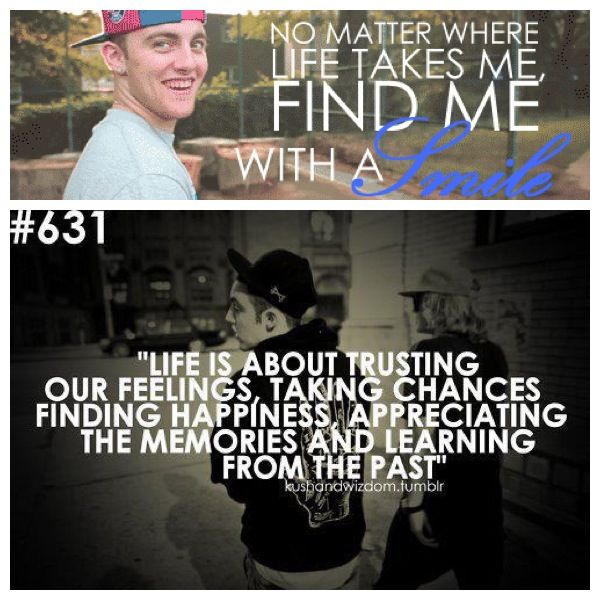 NO MATTER WHERE
LIFE TAKES ME,
FIND ME
WITH A Smile
#631
"LIFE IS ABOUT TRUSTING
OUR FEELINGS, TAKING CHANCES
FINDING HAPPINESS, APPRECIATING
THE MEMORIES AND LEARNING
FROM THE PAST"
kushandwizdom.tumblr